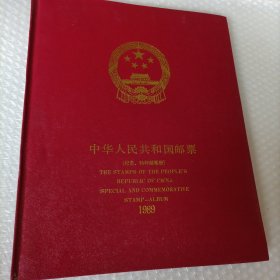 中华人民共和国邮票
(纪念、特种邮票册)
THE STAMPS OF THE PEOPLE'S
REPUBLIC OF CHINA
SPECIAL AND COMMEMORATIVE
STAMP-ALBUM
1989